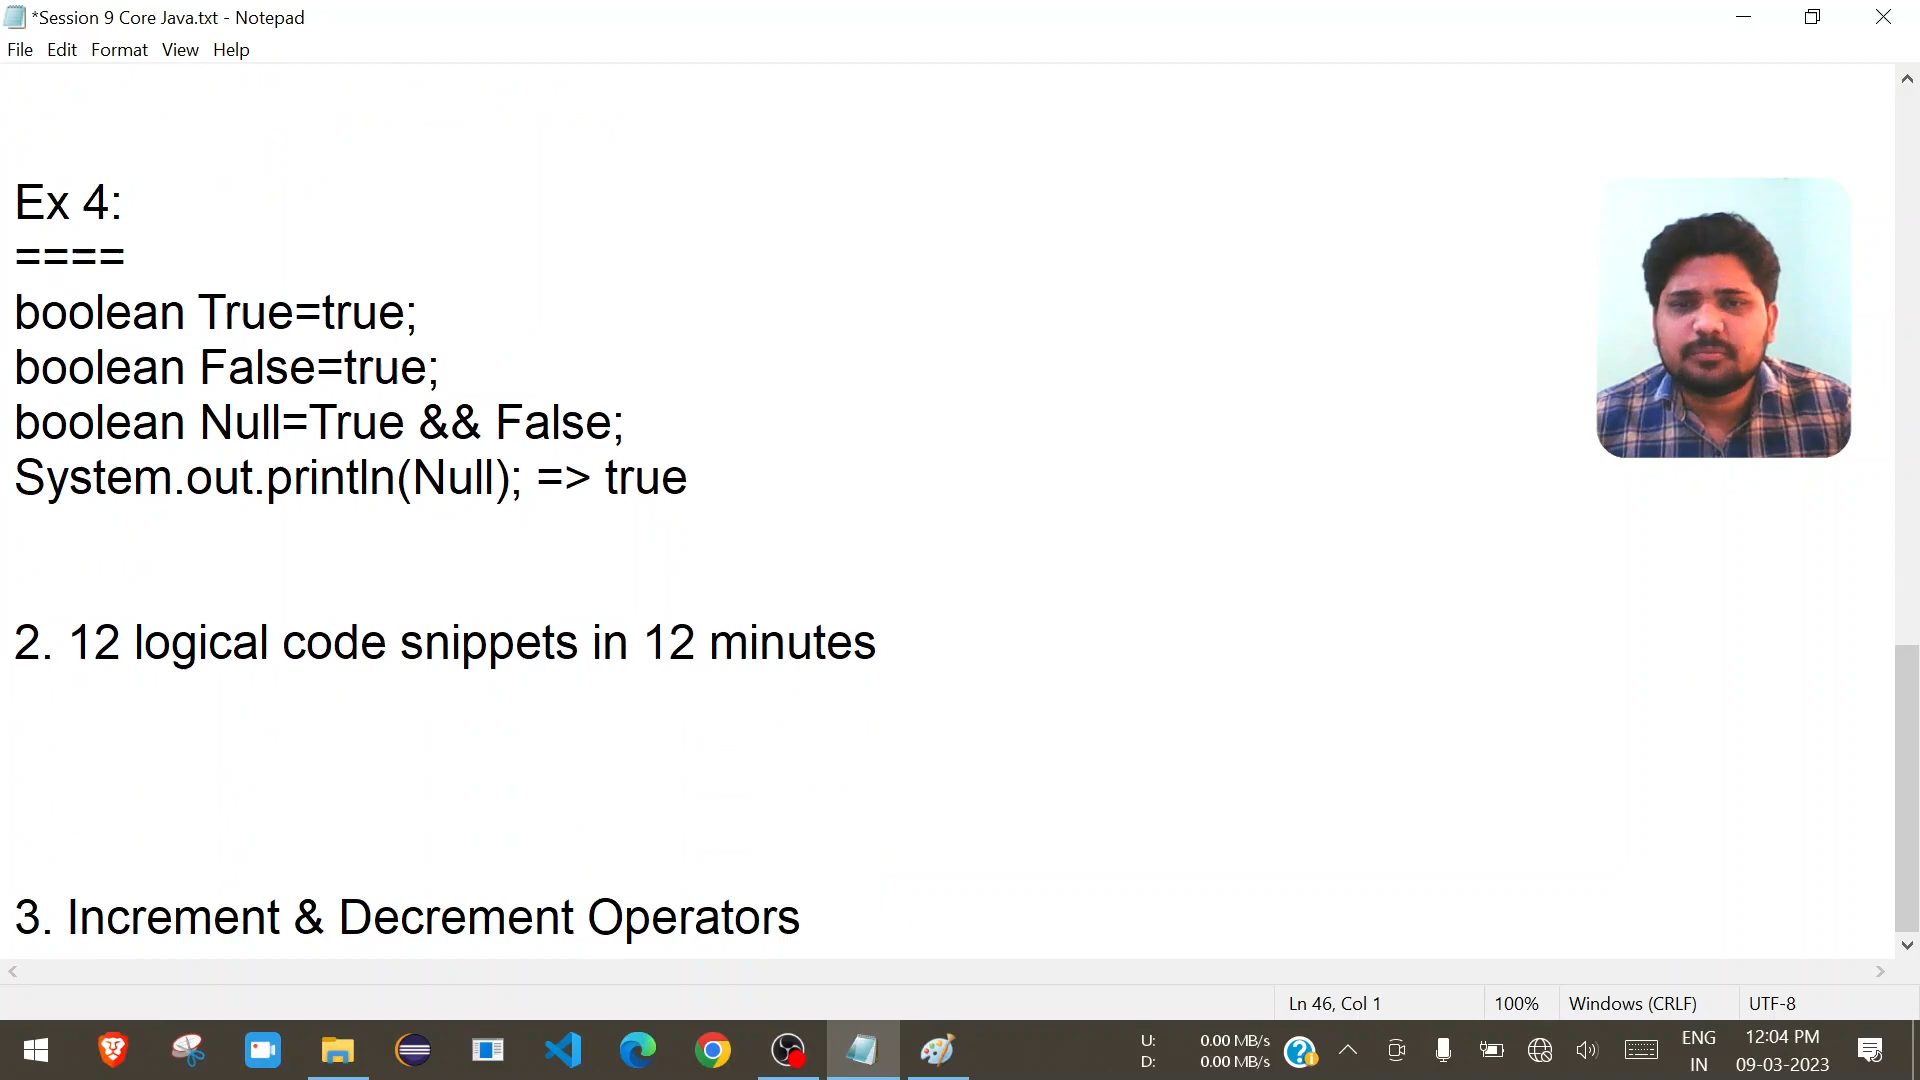 *Session 9 Core Java.txt - Notepad
File Edit Format View Help
Ex 4:
====
boolean True=true;
boolean False=true;
boolean Null=True && False;
System.out.println(Null); => true
2. 12 logical code snippets in 12 minutes
3. Increment & Decrement Operators
Ln 46, Col 1 100% Windows (CRLF) UTF-8
U: 0.00 MB/s
D: 0.00 MB/s
ENG
IN
12:04 PM
09-03-2023